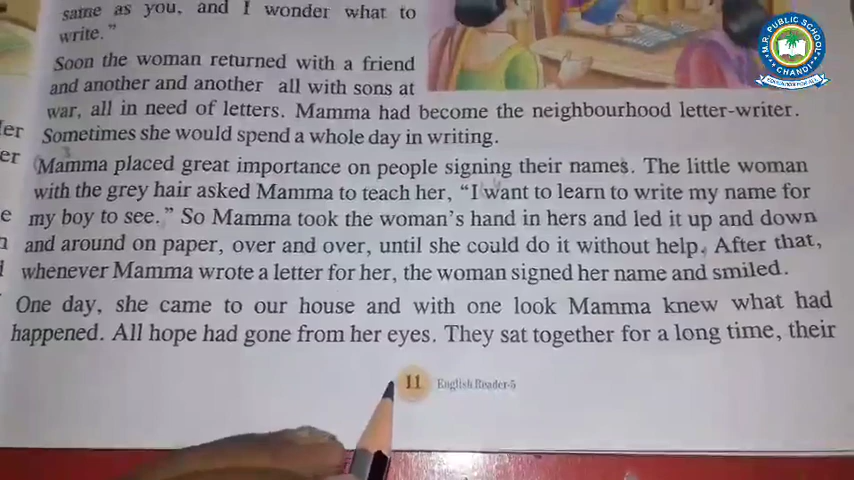 same as you, and I wonder what to
write."
Soon the woman returned with a friend
and another and another all with sons at
war, all in need of letters. Mamma had become the neighbourhood letter-writer.
Sometimes she would spend a whole day in writing.
Mamma placed great importance on people signing their names. The little woman
with the grey hair asked Mamma to teach her, "I want to learn to write my name for
my boy to see." So Mamma took the woman's hand in hers and led it up and down
and around on paper, over and over, until she could do it without help. After that,
whenever Mamma wrote a letter for her, the woman signed her name and smiled.
One day, she came to our house and with one look Mamma knew what had
happened. All hope had gone from her eyes. They sat together for a long time, their
11 English Reader-5
M.R. PUBLIC SCHOOL
CHANDI